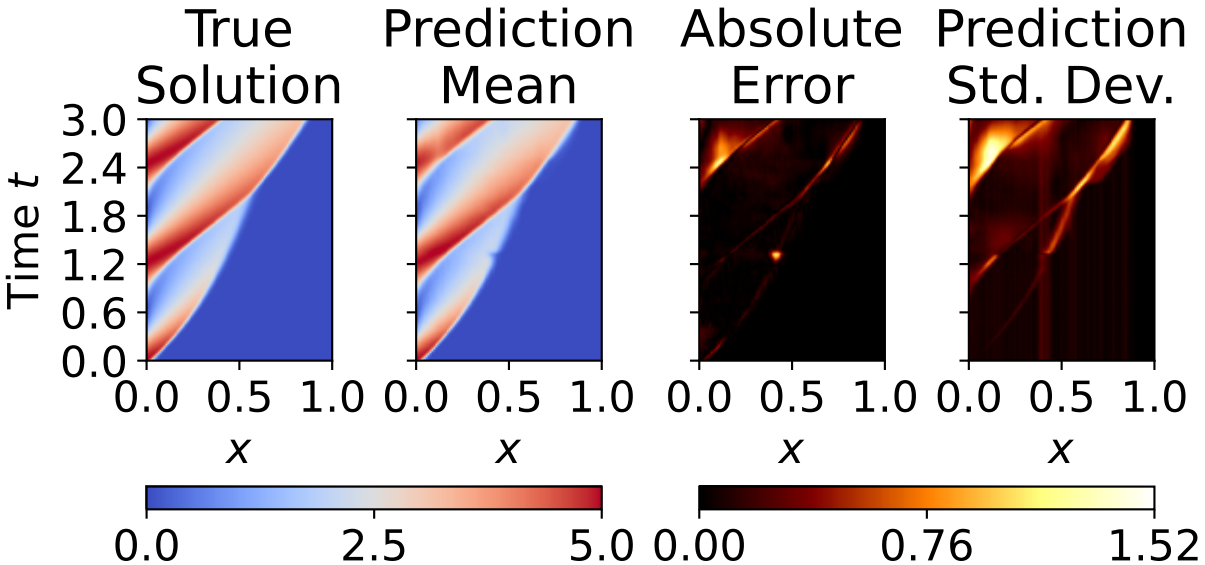 True Solution
Prediction Mean
Absolute Error
Prediction Std. Dev.
Time t
3.0
2.4
1.8
1.2
0.6
0.0
0.0 0.5 1.0
0.0 0.5 1.0
0.0 0.5 1.0
0.0 0.5 1.0
x
x
x
x
0.0 2.5 5.0
0.00 0.76 1.52